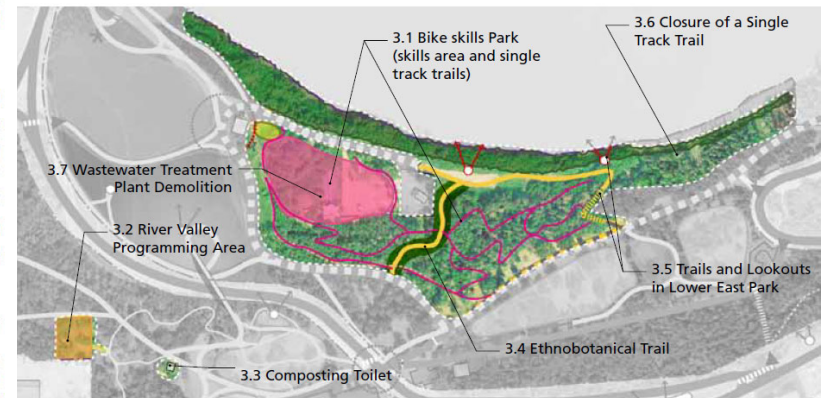 3.1 Bike skills Park
(skills area and single
track trails)
3.6 Closure of a Single
Track Trail
3.7 Wastewater Treatment
Plant Demolition
3.2 River Valley
Programming Area
3.5 Trails and Lookouts
in Lower East Park
3.4 Ethnobotanical Trail
3.3 Composting Toilet